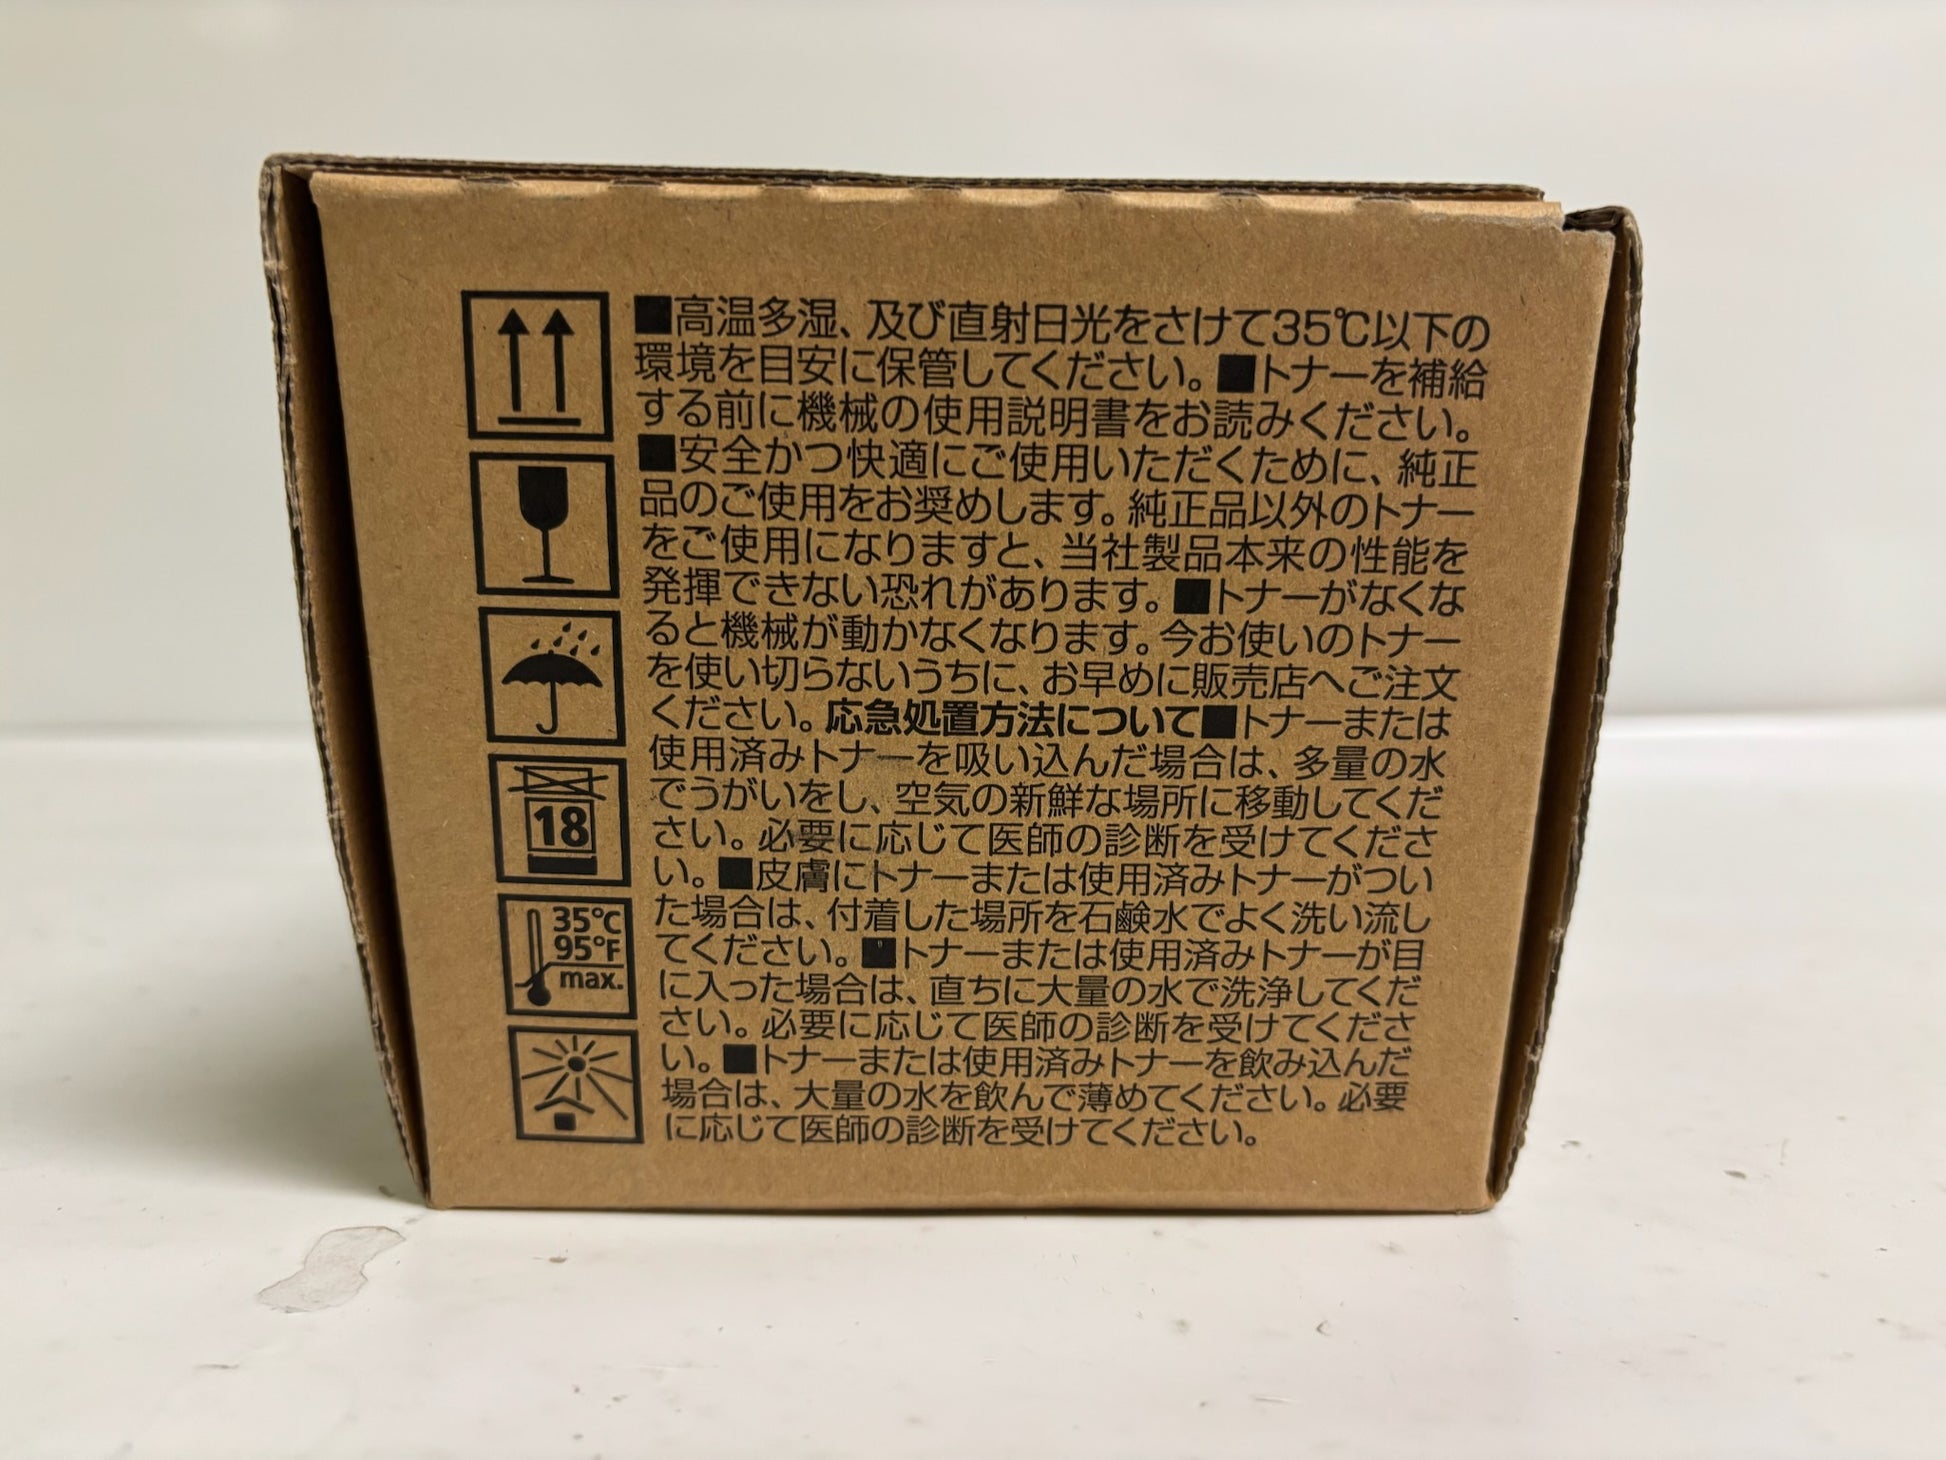 18
35℃
95°F
max.
■高温多湿、及び直射日光をさけて35℃以下の
環境を目安に保管してください。■トナーを補給
する前に機械の使用説明書をお読みください。
■安全かつ快適にご使用いただくために、純正
品のご使用をお奨めします。純正品以外のトナー
をご使用になりますと、当社製品本来の性能を
発揮できない恐れがあります。■トナーがなくな
ると機械が動かなくなります。今お使いのトナー
を使い切らないうちに、お早めに販売店へご注文
ください。応急処置方法について■トナーまたは
使用済みトナーを吸い込んだ場合は、多量の水
でうがいをし、空気の新鮮な場所に移動してくだ
さい。必要に応じて医師の診断を受けてくださ
い。■皮膚にトナーまたは使用済みトナーがつい
た場合は、付着した場所を石鹸水でよく洗い流し
てください。■トナーまたは使用済みトナーが目
に入った場合は、直ちに大量の水で洗浄してくだ
さい。必要に応じて医師の診断を受けてくださ
い。■トナーまたは使用済みトナーを飲み込んだ
場合は、大量の水を飲んで薄めてください。必要
に応じて医師の診断を受けてください。